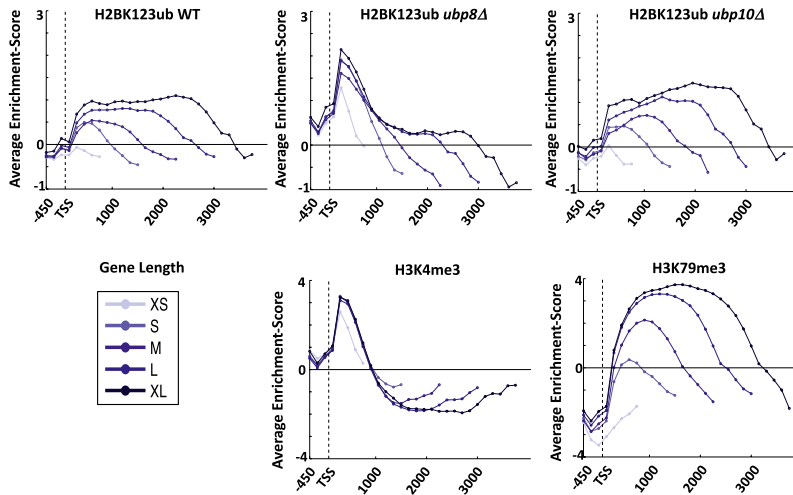 H2BK123ub WT
Average Enrichment-Score
3
0
-1
-450
TSS
1000
2000
3000
H2BK123ub ubp8Δ
Average Enrichment-Score
3
0
-1
-450
TSS
1000
2000
3000
H2BK123ub ubp10Δ
Average Enrichment-Score
3
0
-1
-450
TSS
1000
2000
3000
Gene Length
XS
S
M
L
XL
H3K4me3
Average Enrichment-Score
4
0
-4
-450
TSS
1000
2000
3000
H3K79me3
Average Enrichment-Score
4
0
-4
-450
TSS
1000
2000
3000